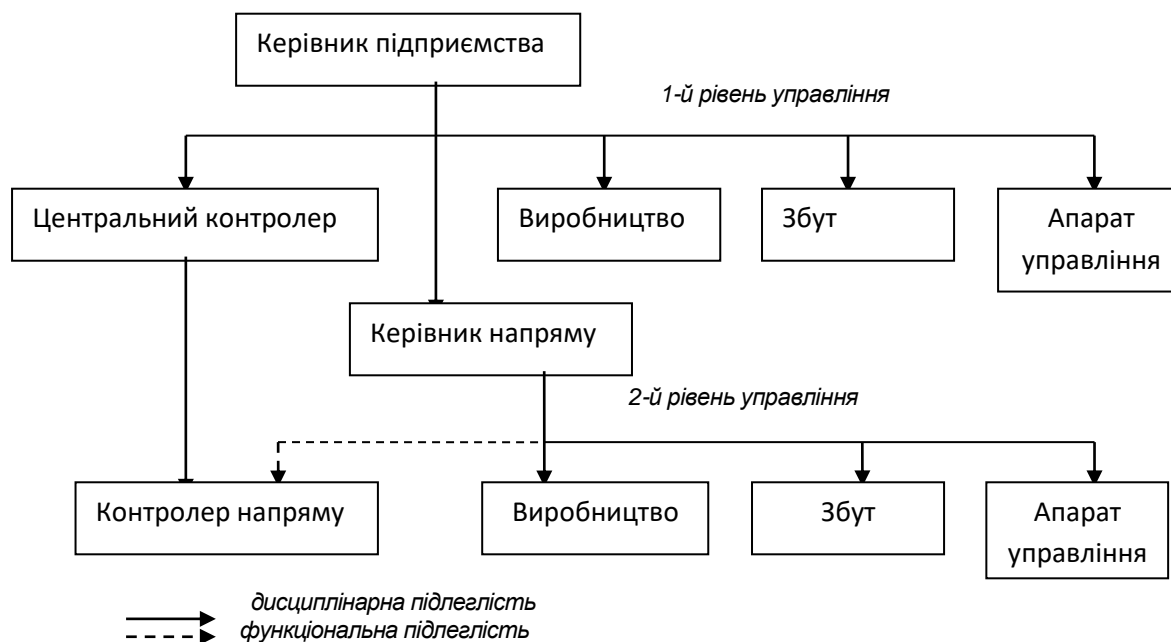 Керівник підприємства
1-й рівень управління
Центральний контролер
Виробництво
Збут
Апарат
управління
Керівник напряму
2-й рівень управління
Контролер напряму
Виробництво
Збут
Апарат
управління
дисциплінарна підлеглість
функціональна підлеглість